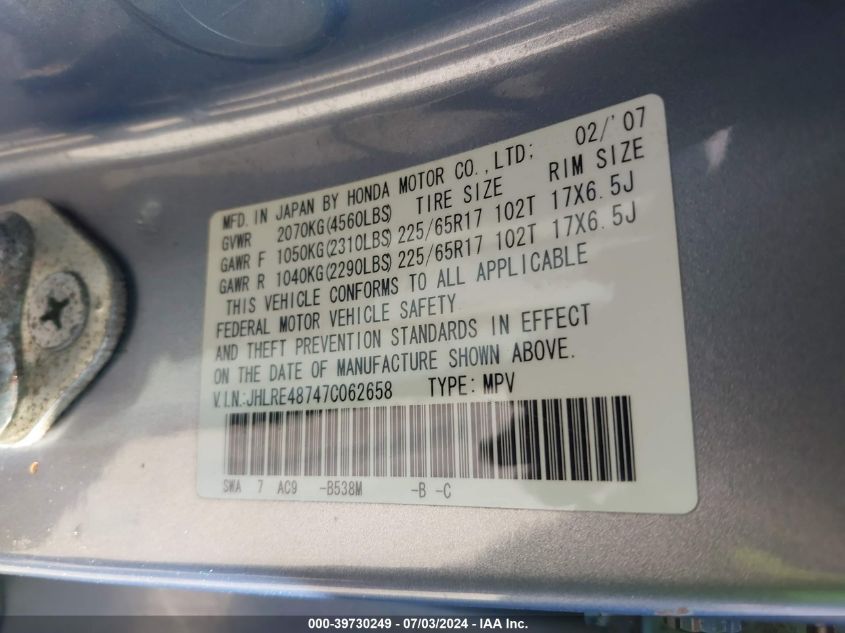 MFD. IN JAPAN BY HONDA MOTOR CO., LTD; 02/'07
GVWR 2070KG(4560LBS) TIRE SIZE RIM SIZE
GAWR F 1050KG(2310LBS) 225/65R17 102T 17X6.5J
GAWR R 1040KG(2290LBS) 225/65R17 102T 17X6.5J
THIS VEHICLE CONFORMS TO ALL APPLICABLE
FEDERAL MOTOR VEHICLE SAFETY
AND THEFT PREVENTION STANDARDS IN EFFECT
ON THE DATE OF MANUFACTURE SHOWN ABOVE.
V.I.N.:JHLRE48747C062658 TYPE: MPV
SWA 7 AC9 -B538M -B -C
000-39730249 - 07/03/2024 - IAA Inc.